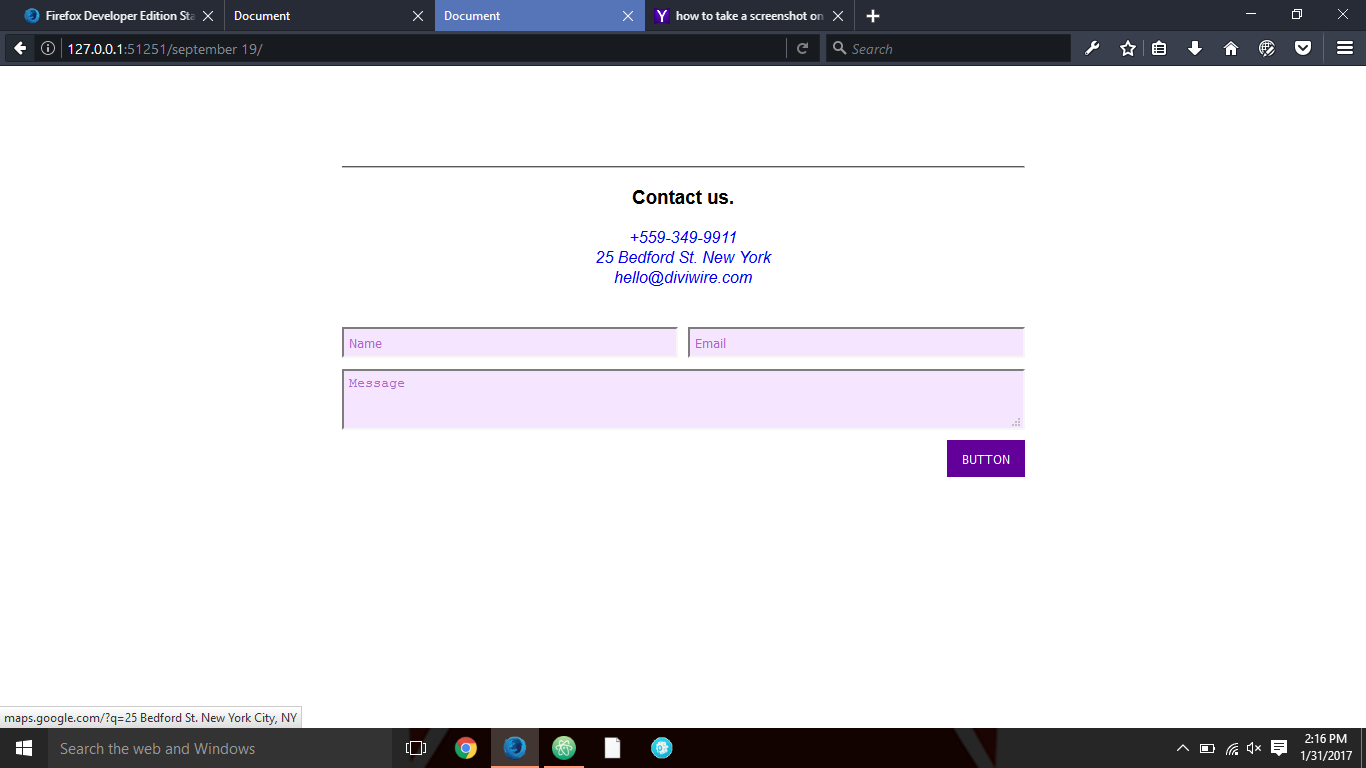 Firefox Developer Edition Sta
Document
Document
how to take a screenshot on
127.0.0.1:51251/september 19/
Search
Contact us.
+559-349-9911
25 Bedford St. New York
hello@diviwire.com
Name
Email
Message
BUTTON
maps.google.com/?q=25 Bedford St. New York City, NY
Search the web and Windows
2:16 PM
1/31/2017